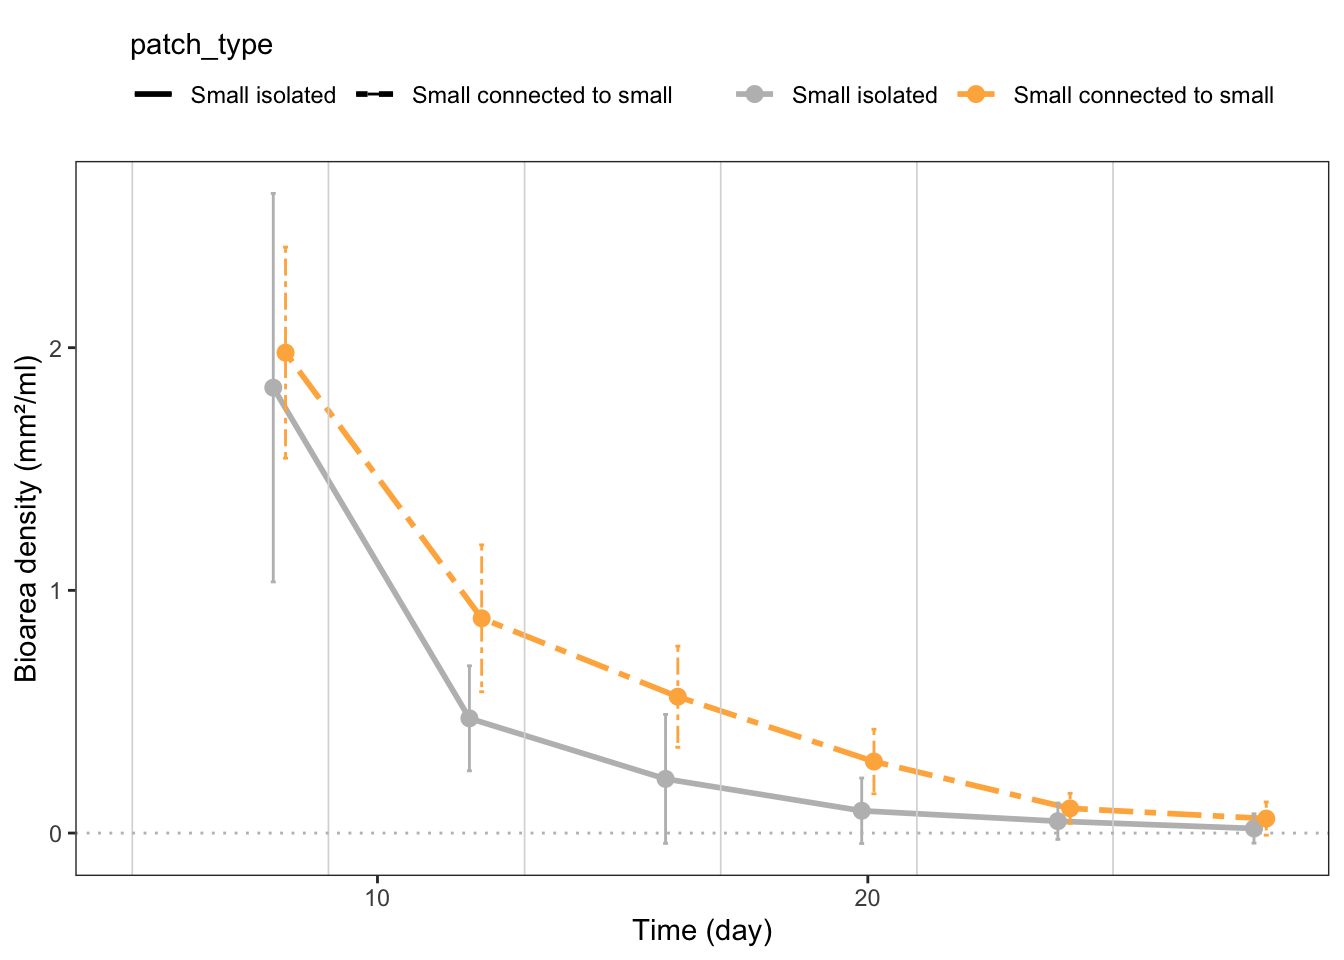 patch_type
Small isolated Small connected to small Small isolated Small connected to small
Bioarea density (mm²/ml)
2
1
0
10 20
Time (day)